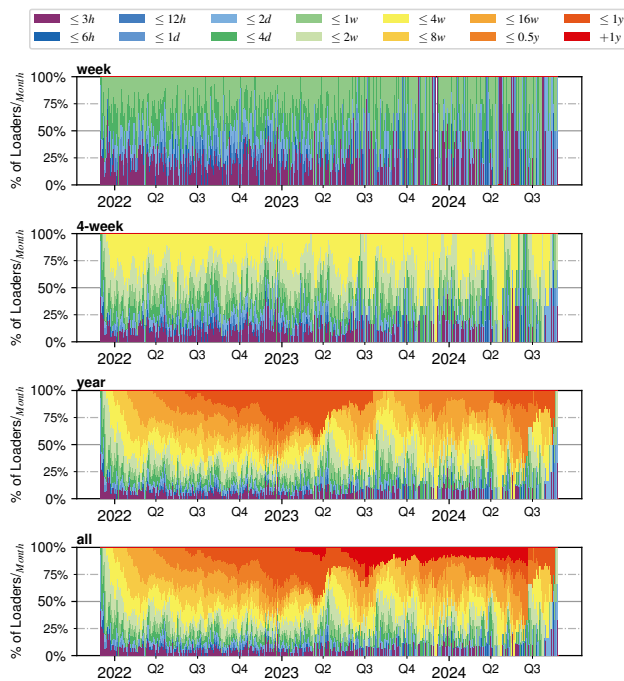 ≤ 3h ≤ 12h ≤ 2d ≤ 1w ≤ 4w ≤ 16w ≤ 1y
≤ 6h ≤ 1d ≤ 4d ≤ 2w ≤ 8w ≤ 0.5y +1y
week
% of Loaders/Month
100%
75%
50%
25%
0%
2022 Q2 Q3 Q4 2023 Q2 Q3 Q4 2024 Q2 Q3
4-week
% of Loaders/Month
100%
75%
50%
25%
0%
2022 Q2 Q3 Q4 2023 Q2 Q3 Q4 2024 Q2 Q3
year
% of Loaders/Month
100%
75%
50%
25%
0%
2022 Q2 Q3 Q4 2023 Q2 Q3 Q4 2024 Q2 Q3
all
% of Loaders/Month
100%
75%
50%
25%
0%
2022 Q2 Q3 Q4 2023 Q2 Q3 Q4 2024 Q2 Q3